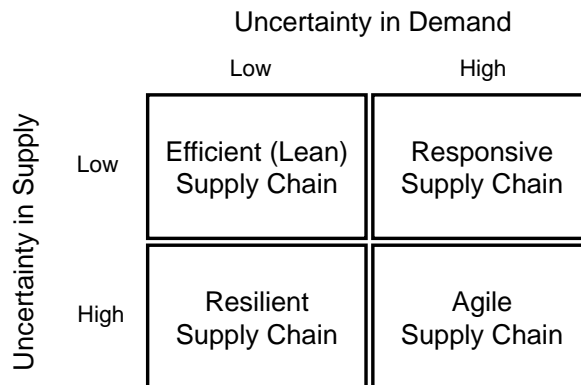 Uncertainty in Demand
Low
High
Uncertainty in Supply
Low
Efficient (Lean)
Supply Chain
Responsive
Supply Chain
High
Resilient
Supply Chain
Agile
Supply Chain